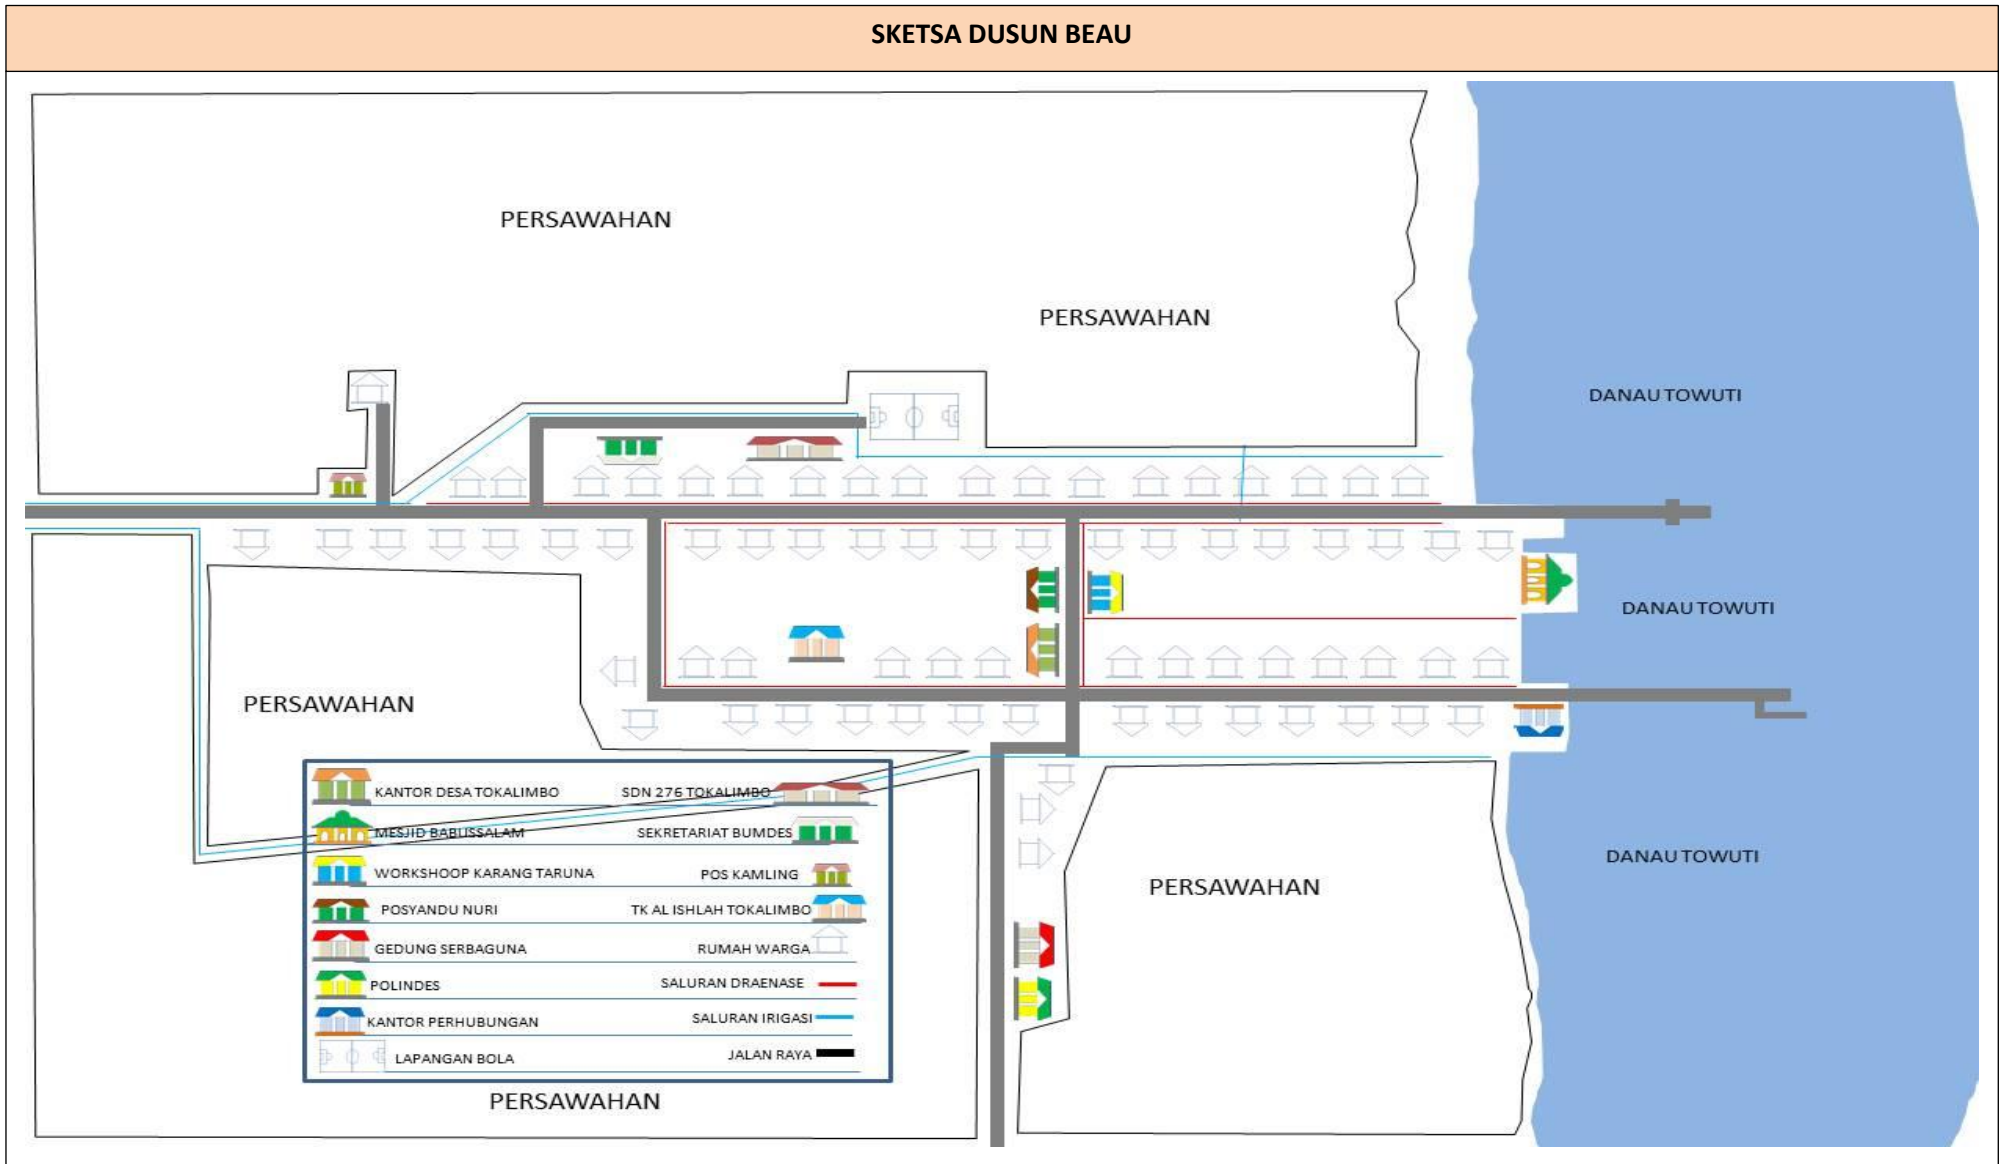 SKETSA DUSUN BEAU
PERSAWAHAN
PERSAWAHAN
DANAU TOWUTI
DANAU TOWUTI
PERSAWAHAN
KANTOR DESA TOKALIMBO
SDN 276 TOKALIMBO
MESJID BABUSSALAM
SEKRETARIAT BUMDES
WORKSHOOP KARANG TARUNA
POS KAMLING
POSYANDU NURI
TK AL ISHLAH TOKALIMBO
GEDUNG SERBAGUNA
RUMAH WARGA
POLINDES
SALURAN DRAENASE
KANTOR PERHUBUNGAN
SALURAN IRIGASI
LAPANGAN BOLA
JALAN RAYA
DANAU TOWUTI
PERSAWAHAN
PERSAWAHAN